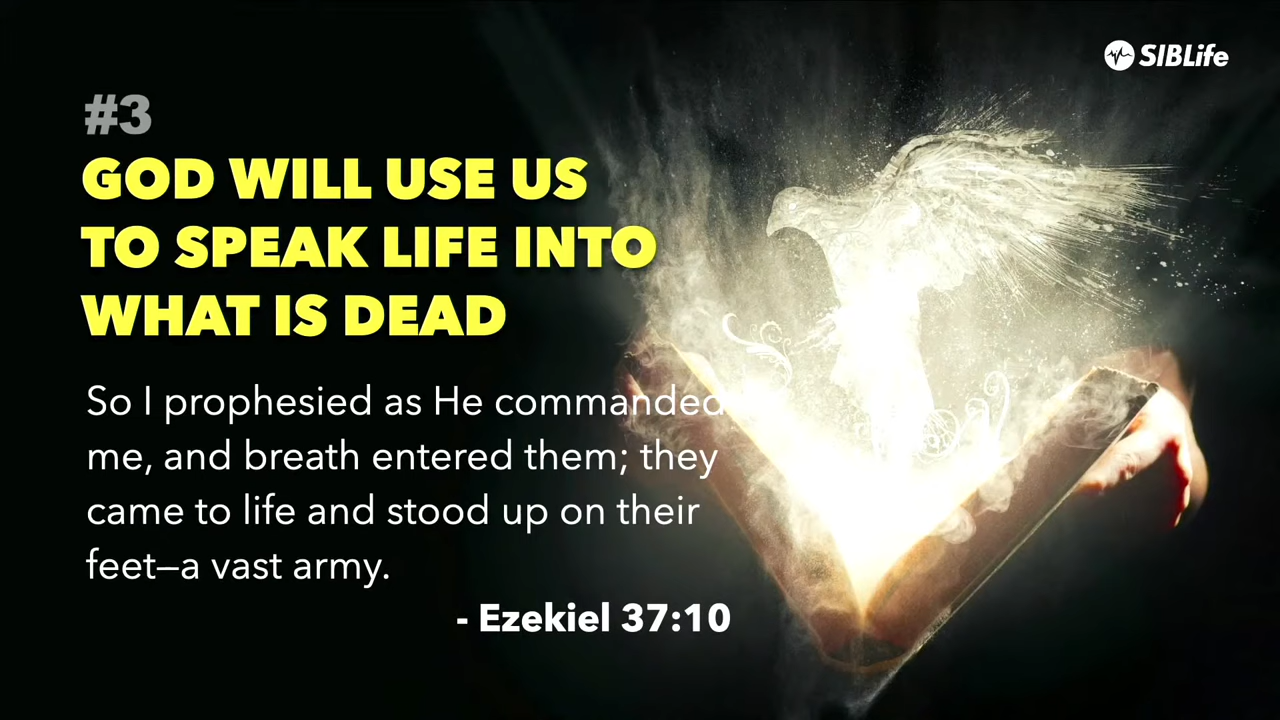 SIBLife
#3
GOD WILL USE US
TO SPEAK LIFE INTO
WHAT IS DEAD
So I prophesied as He commanded
me, and breath entered them; they
came to life and stood up on their
feet—a vast army.
- Ezekiel 37:10